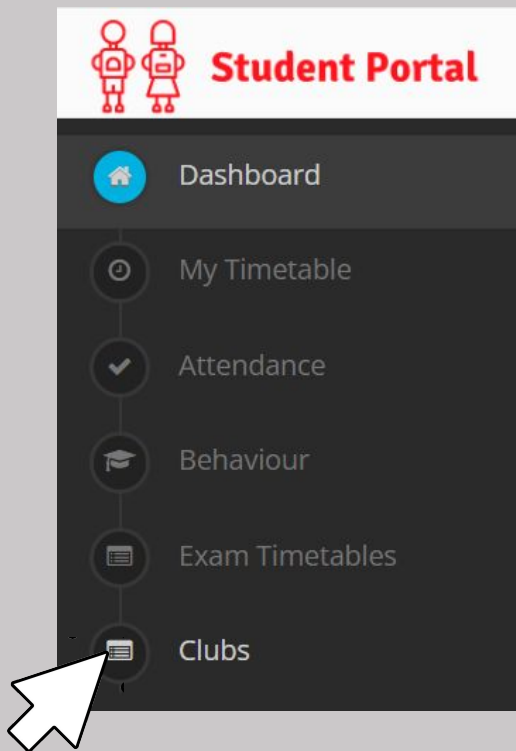 Student Portal
Dashboard
My Timetable
Attendance
Behaviour
Exam Timetables
Clubs